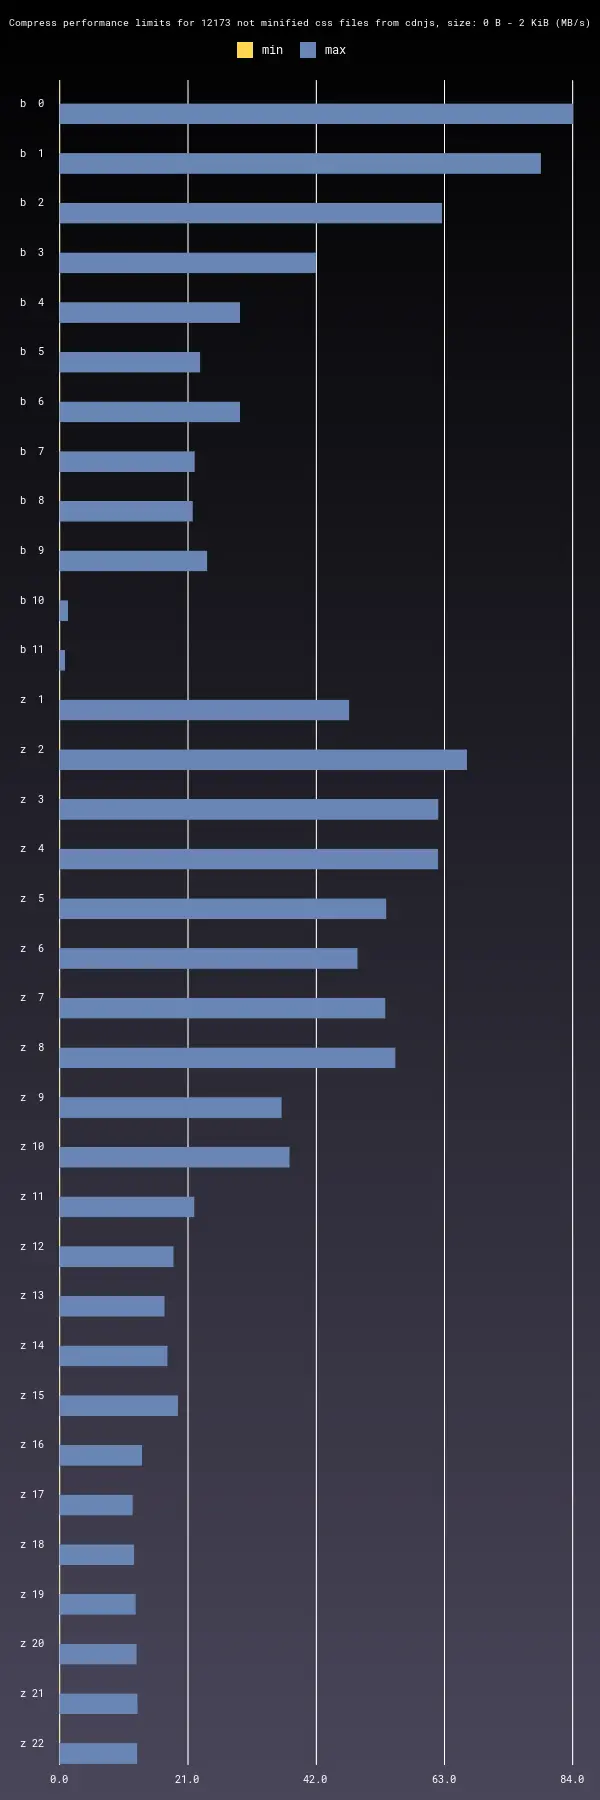 Compress performance limits for 12173 not minified css files from cdnjs, size: 0 B - 2 KiB (MB/s)
min max
b 0
b 1
b 2
b 3
b 4
b 5
b 6
b 7
b 8
b 9
b 10
b 11
z 1
z 2
z 3
z 4
z 5
z 6
z 7
z 8
z 9
z 10
z 11
z 12
z 13
z 14
z 15
z 16
z 17
z 18
z 19
z 20
z 21
z 22
0.0 21.0 42.0 63.0 84.0